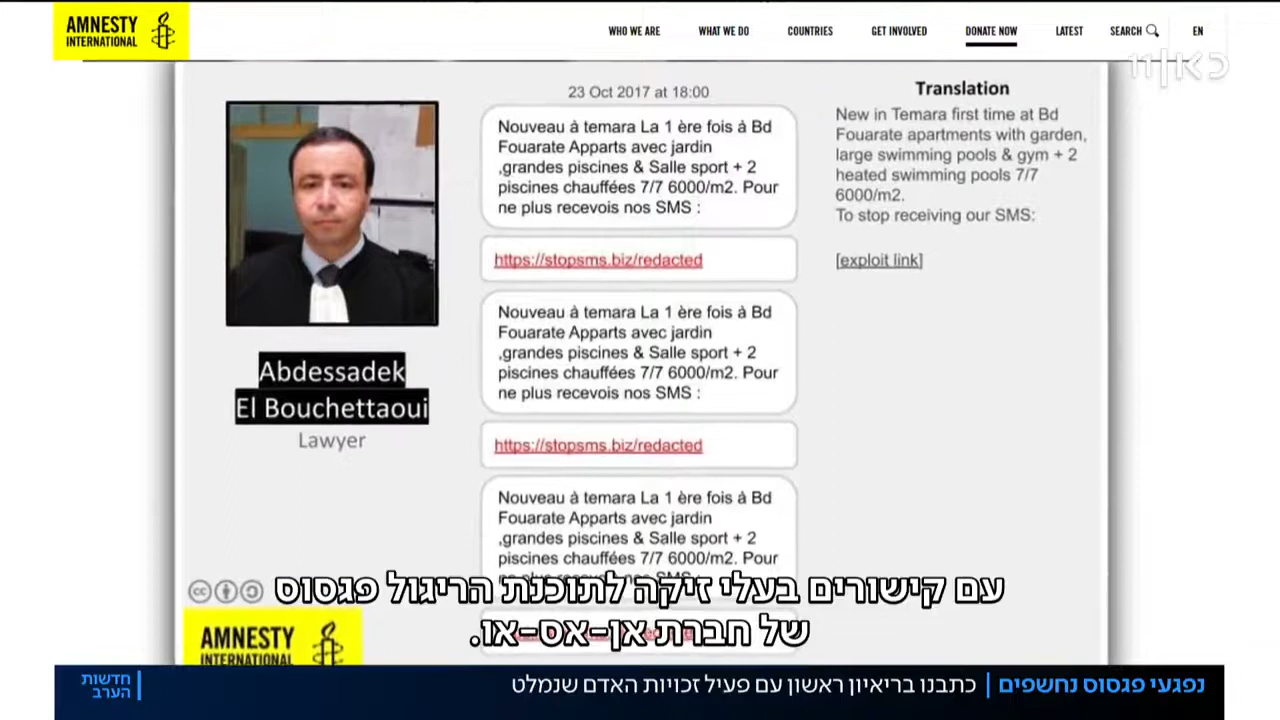 AMNESTY
INTERNATIONAL
WHO WE ARE
WHAT WE DO
COUNTRIES
GET INVOLVED
DONATE NOW
LATEST
SEARCH
EN
כאן 11
Abdessadek
El Bouchettaoui
Lawyer
23 Oct 2017 at 18:00
Nouveau à temara La 1 ère fois à Bd
Fouarate Apparts avec jardin
,grandes piscines & Salle sport + 2
piscines chauffées 7/7 6000/m2. Pour
ne plus recevois nos SMS :
https://stopsms.biz/redacted
Nouveau à temara La 1 ère fois à Bd
Fouarate Apparts avec jardin
,grandes piscines & Salle sport + 2
piscines chauffées 7/7 6000/m2. Pour
ne plus recevois nos SMS :
https://stopsms.biz/redacted
Nouveau à temara La 1 ère fois à Bd
Fouarate Apparts avec jardin
,grandes piscines & Salle sport + 2
piscines chauffées 7/7 6000/m2. Pour
Translation
New in Temara first time at Bd
Fouarate apartments with garden,
large swimming pools & gym + 2
heated swimming pools 7/7
6000/m2.
To stop receiving our SMS:
[exploit link]
עם קישורים בעלי זיקה לתוכנת הריגול פגסוס
של חברת אן-אס-או.
AMNESTY
INTERNATIONAL
נפגעי פגסוס נחשפים | כתבנו בריאיון ראשון עם פעיל זכויות האדם שנמלט
חדשות
הערב